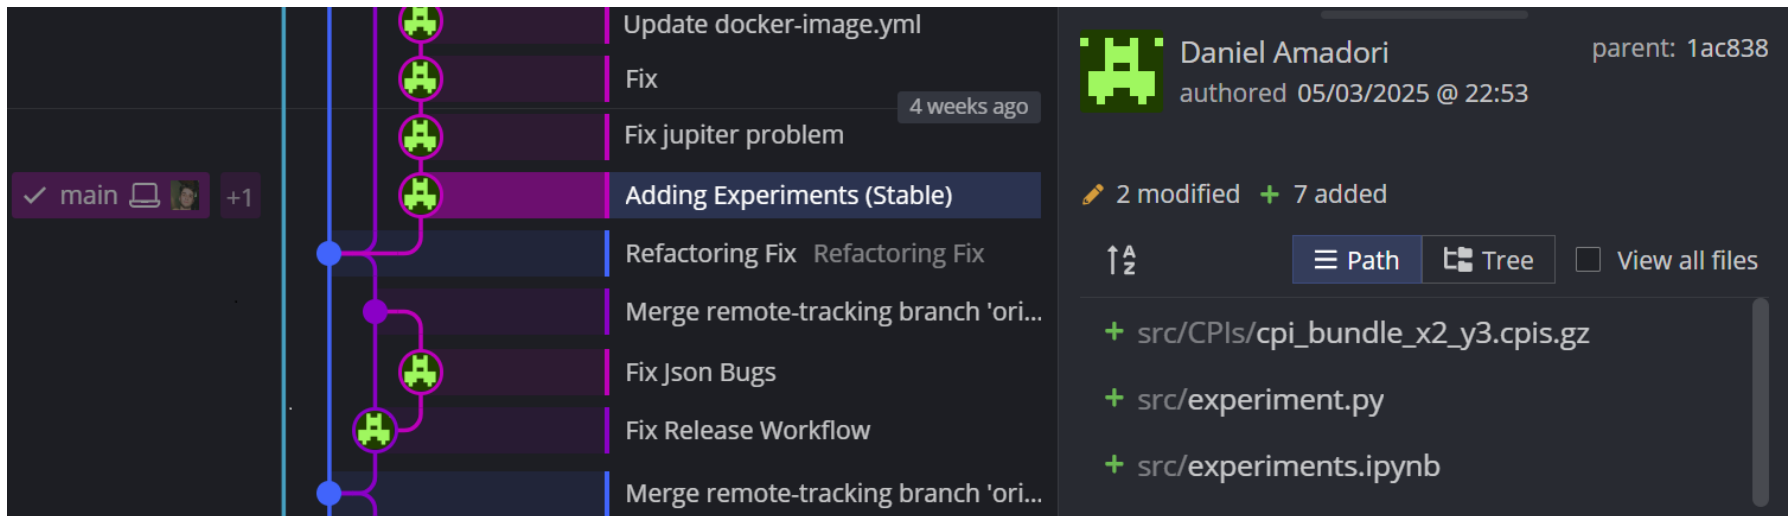 Update docker-image.yml
Fix
4 weeks ago
Fix jupiter problem
main +1 Adding Experiments (Stable)
Refactoring Fix Refactoring Fix
Merge remote-tracking branch 'ori...
Fix Json Bugs
Fix Release Workflow
Merge remote-tracking branch 'ori...
Daniel Amadori
parent: 1ac838
authored 05/03/2025 @ 22:53
2 modified + 7 added
A
Z
Path Tree View all files
+ src/CPIs/cpi_bundle_x2_y3.cpis.gz
+ src/experiment.py
+ src/experiments.ipynb